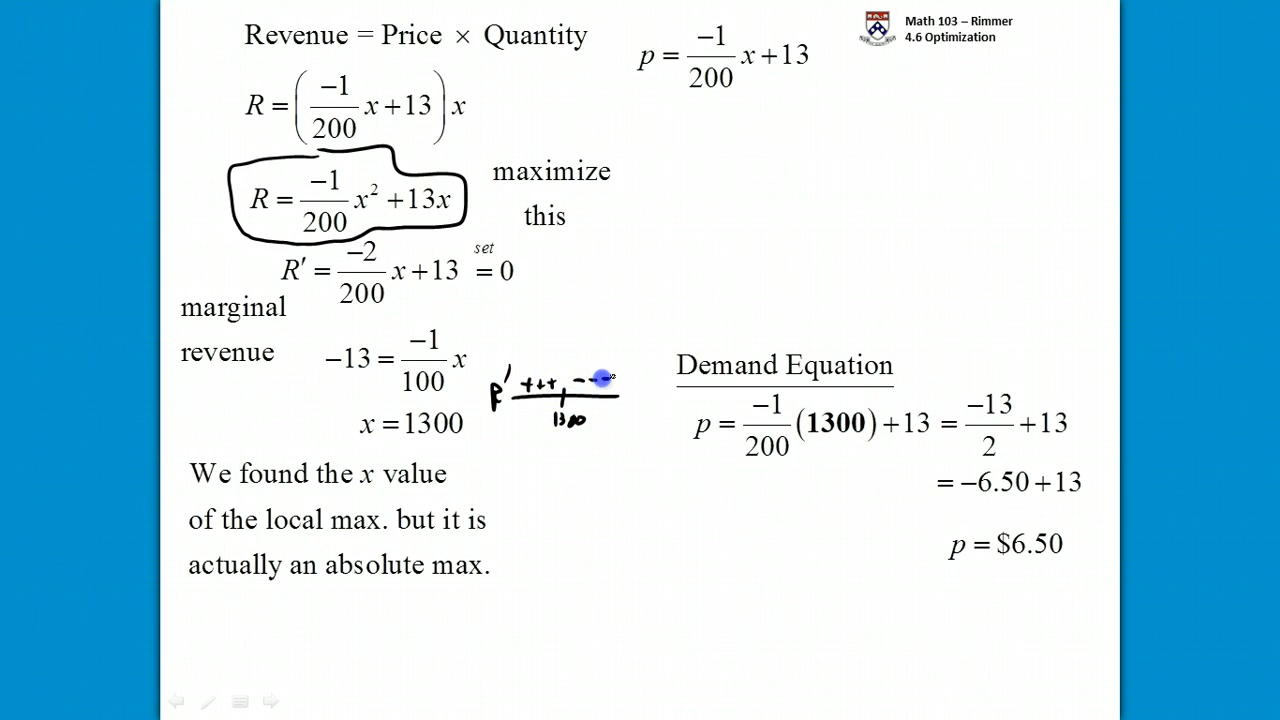 Math 103 – Rimmer
4.6 Optimization
Revenue = Price × Quantity
p = -1/200 x + 13
R = (-1/200 x + 13) x
R = -1/200 x² + 13x
maximize
this
R′ = -2/200 x + 13 set = 0
marginal
revenue
-13 = -1/100 x
x = 1300
R′ +++ ---
1300
We found the x value
of the local max. but it is
actually an absolute max.
Demand Equation
p = -1/200 (1300) + 13 = -13/2 + 13
= -6.50 + 13
p = $6.50